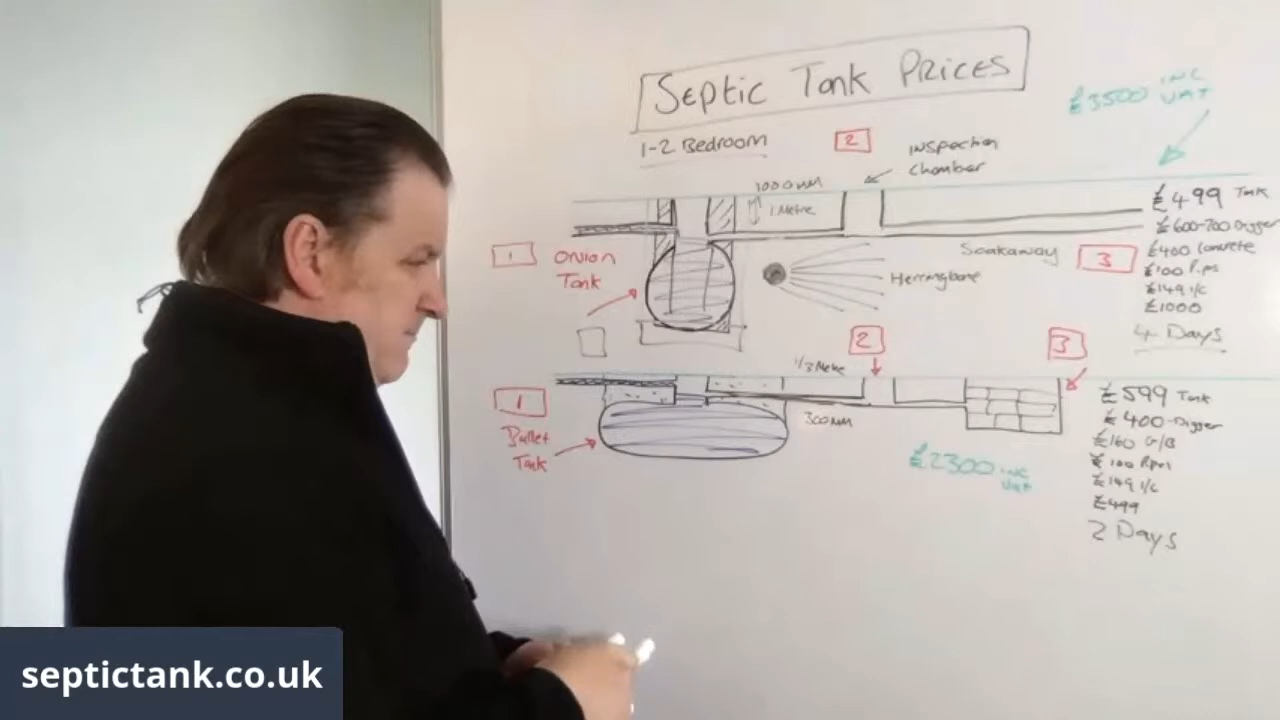 SEPTIC TANK PRICES
1-2 Bedroom
£3500 INC
VAT
2
INSPECTION
Chamber
1000 MM
1 Metre
1
ONION
TANK
Soakaway
3
Herringbone
£499 Tank
£600-700 Digger
£400 Concrete
£100 Pipes
£149 I/C
£1000
4 Days
1
Bullet
Tank
1/3 Metre
2
3
300MM
£2300 INC
VAT
£599 Tank
£400-Digger
£160 G/B
£100 Pipes
£149 I/C
£499
2 Days
septictank.co.uk